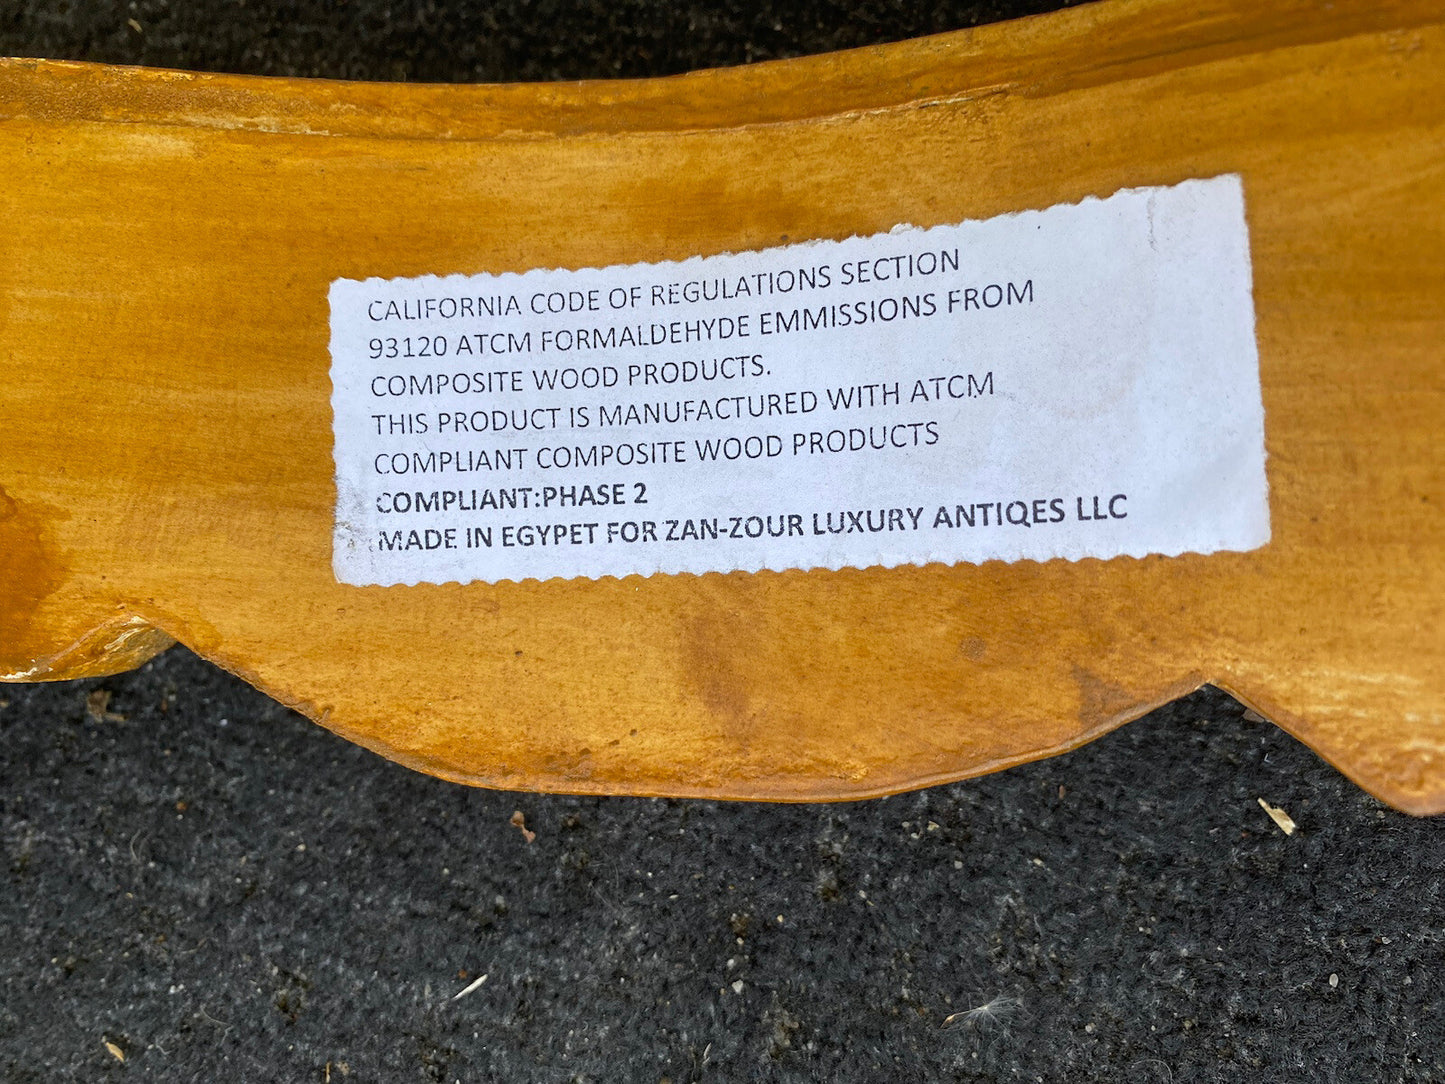 CALIFORNIA CODE OF REGULATIONS SECTION
93120 ATCM FORMALDEHYDE EMMISSIONS FROM
COMPOSITE WOOD PRODUCTS.
THIS PRODUCT IS MANUFACTURED WITH ATCM
COMPLIANT COMPOSITE WOOD PRODUCTS
COMPLIANT:PHASE 2
MADE IN EGYPET FOR ZAN-ZOUR LUXURY ANTIQES LLC